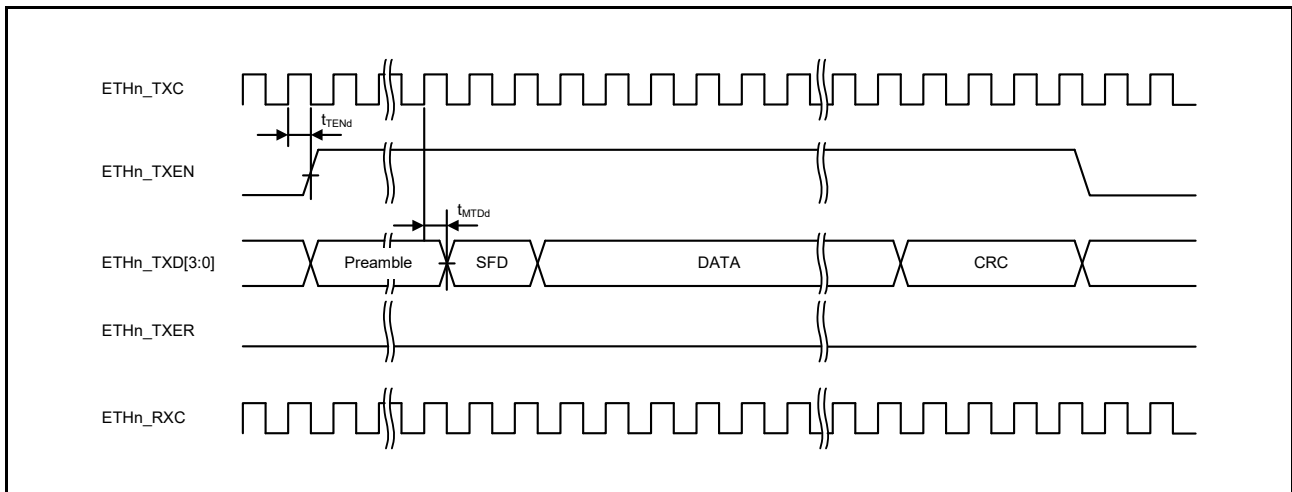 ETHn_TXC
tTENd
ETHn_TXEN
tMTDd
ETHn_TXD[3:0]
Preamble SFD DATA CRC
ETHn_TXER
ETHn_RXC